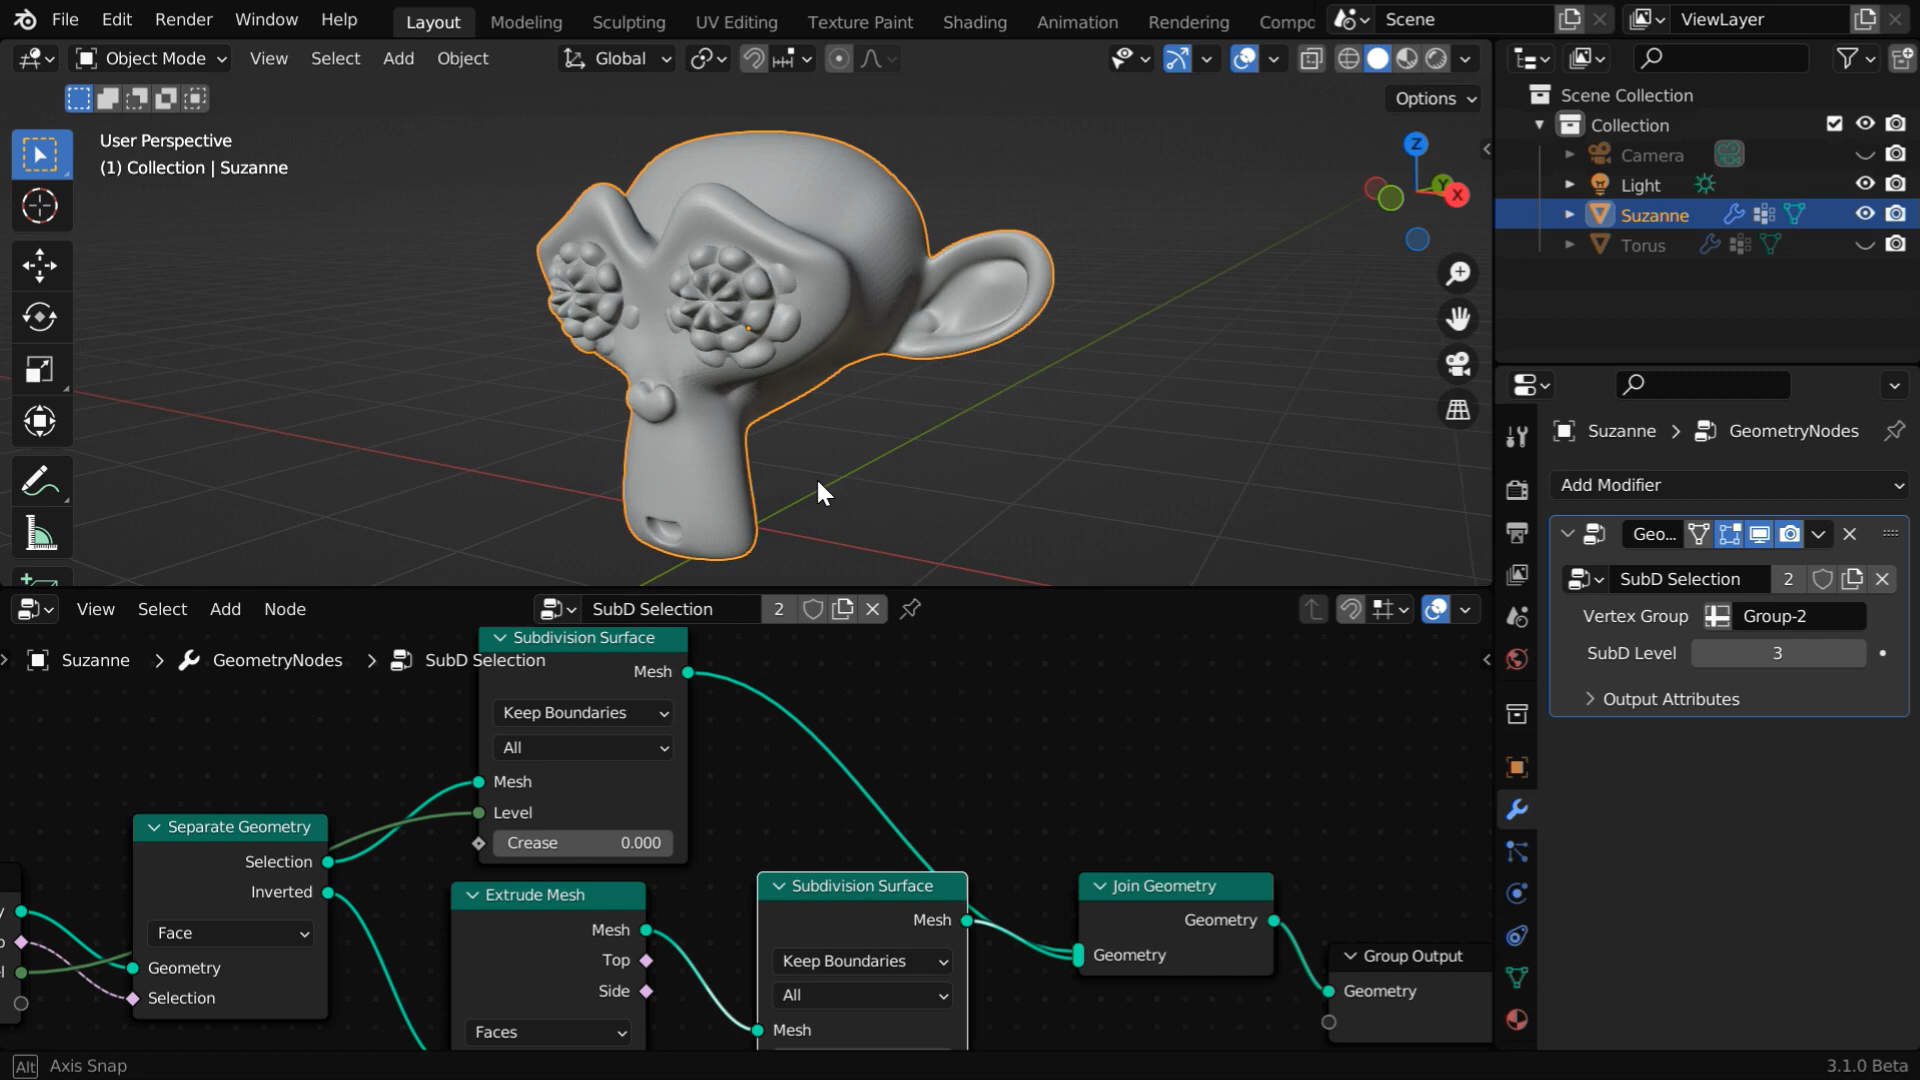 File Edit Render Window Help Layout Modeling Sculpting UV Editing Texture Paint Shading Animation Rendering Compo Scene ViewLayer
Object Mode View Select Add Object Global
Options
User Perspective
(1) Collection | Suzanne
Z
Y
X
Scene Collection
Collection
Camera
Light
Suzanne
Torus
Suzanne > GeometryNodes
Add Modifier
Geo...
SubD Selection 2
Vertex Group Group-2
SubD Level 3
Output Attributes
View Select Add Node SubD Selection 2
Suzanne > GeometryNodes > SubD Selection
Subdivision Surface
Mesh
Keep Boundaries
All
Mesh
Level
Crease 0.000
Separate Geometry
Selection
Inverted
Face
Geometry
Selection
Extrude Mesh
Mesh
Top
Side
Faces
Subdivision Surface
Mesh
Keep Boundaries
All
Mesh
Join Geometry
Geometry
Geometry
Group Output
Geometry
Alt Axis Snap
3.1.0 Beta